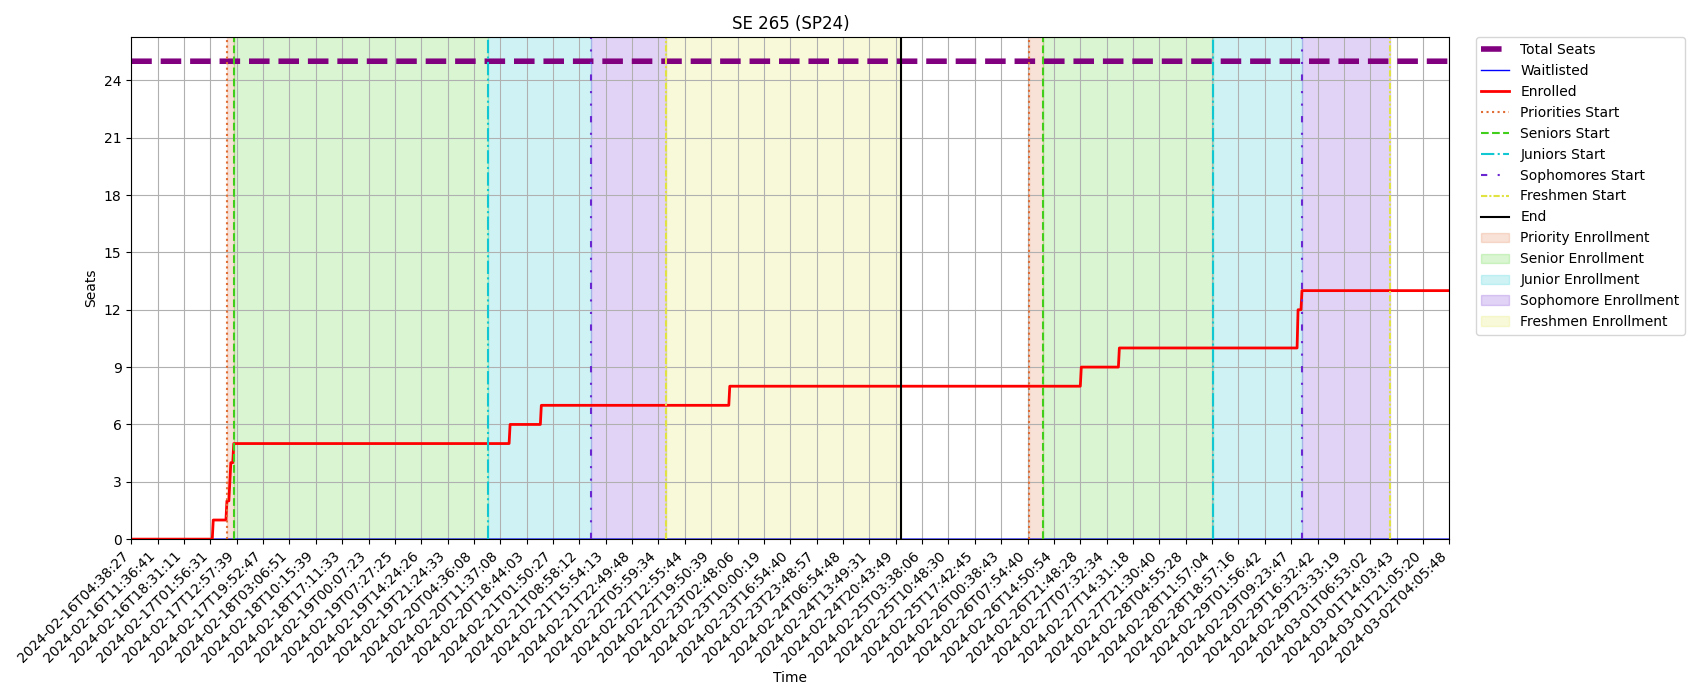 SE 265 (SP24)
Seats
24
21
18
15
12
9
6
3
0
2024-02-16T04:38:27
2024-02-16T11:36:41
2024-02-16T18:31:11
2024-02-17T01:56:31
2024-02-17T12:57:39
2024-02-17T19:52:47
2024-02-18T03:06:51
2024-02-18T10:15:39
2024-02-18T17:11:33
2024-02-19T00:07:23
2024-02-19T07:27:25
2024-02-19T14:24:26
2024-02-19T21:24:33
2024-02-20T04:36:08
2024-02-20T11:37:08
2024-02-20T18:44:03
2024-02-21T01:50:27
2024-02-21T08:58:12
2024-02-21T15:54:13
2024-02-21T22:49:48
2024-02-22T05:59:34
2024-02-22T12:55:44
2024-02-22T19:50:39
2024-02-23T02:48:06
2024-02-23T10:00:19
2024-02-23T16:54:40
2024-02-23T23:48:57
2024-02-24T06:54:48
2024-02-24T13:49:31
2024-02-24T20:43:49
2024-02-25T03:38:06
2024-02-25T10:48:30
2024-02-25T17:42:45
2024-02-26T00:38:43
2024-02-26T07:54:40
2024-02-26T14:50:54
2024-02-26T21:48:28
2024-02-27T07:32:34
2024-02-27T14:31:18
2024-02-27T21:30:40
2024-02-28T04:55:28
2024-02-28T11:57:04
2024-02-28T18:57:16
2024-02-29T01:56:42
2024-02-29T09:23:47
2024-02-29T16:32:42
2024-02-29T23:33:19
2024-03-01T06:53:02
2024-03-01T14:03:43
2024-03-01T21:05:20
2024-03-02T04:05:48
Time
Total Seats
Waitlisted
Enrolled
Priorities Start
Seniors Start
Juniors Start
Sophomores Start
Freshmen Start
End
Priority Enrollment
Senior Enrollment
Junior Enrollment
Sophomore Enrollment
Freshmen Enrollment